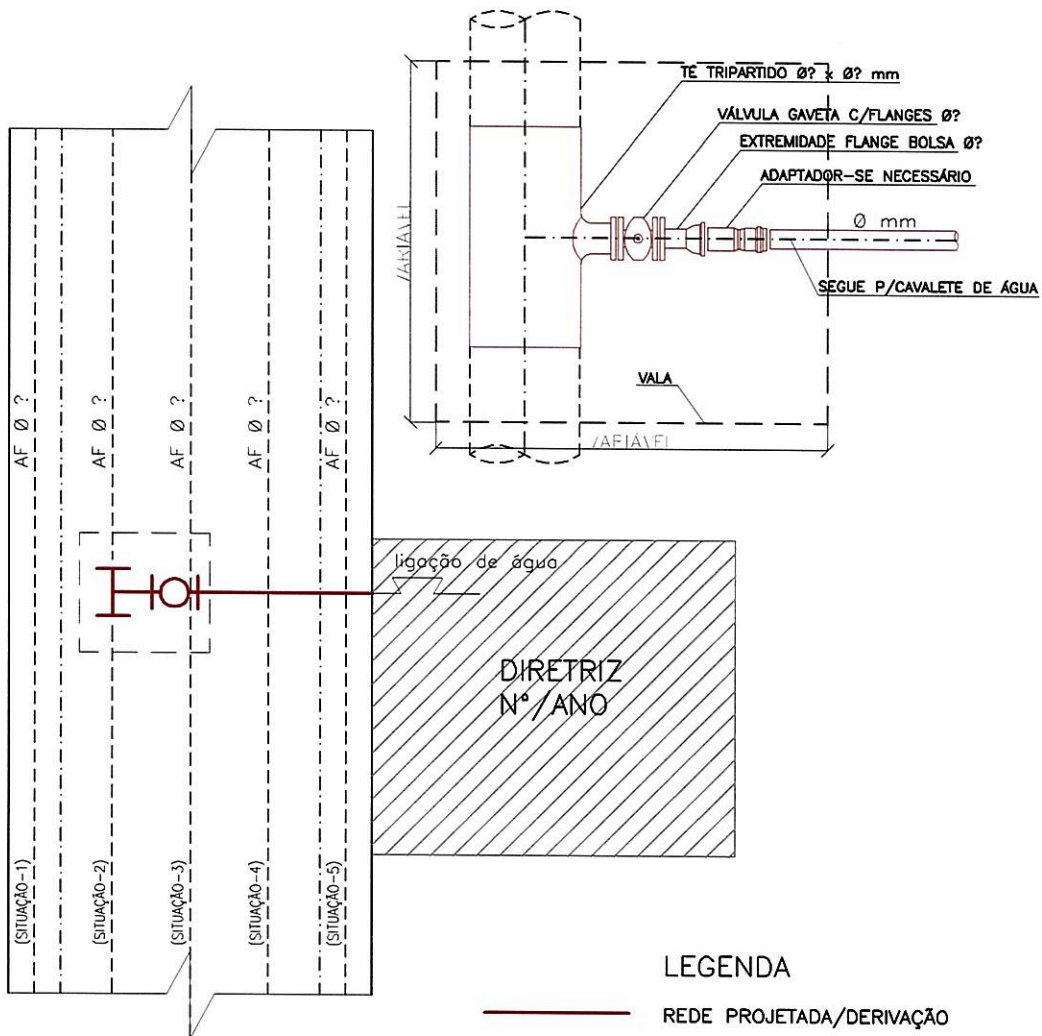 TÊ TRIPARTIDO Ø? x Ø? mm
VÁLVULA GAVETA C/FLANGES Ø?
EXTREMIDADE FLANGE BOLSA Ø?
ADAPTADOR-SE NECESSÁRIO
Ø mm
SEGUE P/CAVALETE DE ÁGUA
VALA
AF Ø ?
AF Ø ?
AF Ø ?
AF Ø ?
AF Ø ?
ligação de água
DIRETRIZ
Nº/ANO
(SITUAÇÃO-1)
(SITUAÇÃO-2)
(SITUAÇÃO-3)
(SITUAÇÃO-4)
(SITUAÇÃO-5)
LEGENDA
REDE PROJETADA/DERIVAÇÃO